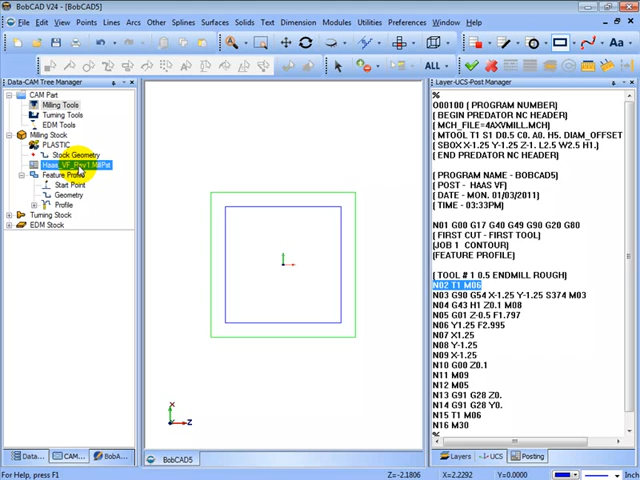 BobCAD V24 - [BobCAD5]
File Edit View Points Lines Arcs Splines Surfaces Solids Text Dimension Modules Utilities Preferences Window Help
ALL
Data-CAM Tree Manager
CAM Part
Milling Tools
Turning Tools
EDM Tools
Milling Stock
PLASTIC
Stock Geometry
Feature Profile
Start Point
Geometry
Profile
Turning Stock
EDM Stock
Data...
CAM...
BobA...
X
Z
BobCAD5
Layer-UCS-Post Manager
%
O00100 ( PROGRAM NUMBER)
( BEGIN PREDATOR NC HEADER)
( MCH_FILE=4AXVMILL.MCH)
( MTOOL T1 S1 D0.5 C0. A0. H5. DIAM_OFFSET
( SBOX X-1.25 Y-1.25 Z-1. L2.5 W2.5 H1.)
( END PREDATOR NC HEADER)
(PROGRAM NAME - BOBCAD5)
(POST - HAAS VF)
(DATE - MON. 01/03/2011)
(TIME - 03:33PM)
N01 G00 G17 G40 G49 G90 G20 G80
( FIRST CUT - FIRST TOOL)
(JOB 1 CONTOUR)
(FEATURE PROFILE)
(TOOL # 1 0.5 ENDMILL ROUGH)
N02 T1 M06
N03 G90 G54 X-1.25 Y-1.25 S374 M03
N04 G43 H1 Z0.1 M08
N05 G01 Z-0.5 F1.797
N06 Y1.25 F2.995
N07 X1.25
N08 Y-1.25
N09 X-1.25
N10 G00 Z0.1
N11 M09
N12 M05
N13 G91 G28 Z0.
N14 G91 G28 Y0.
N15 T1 M06
N16 M30
%
Layers
UCS
Posting
For Help, press F1
Z= -2.1806 X= 2.2292 Y=0.0000
Inch